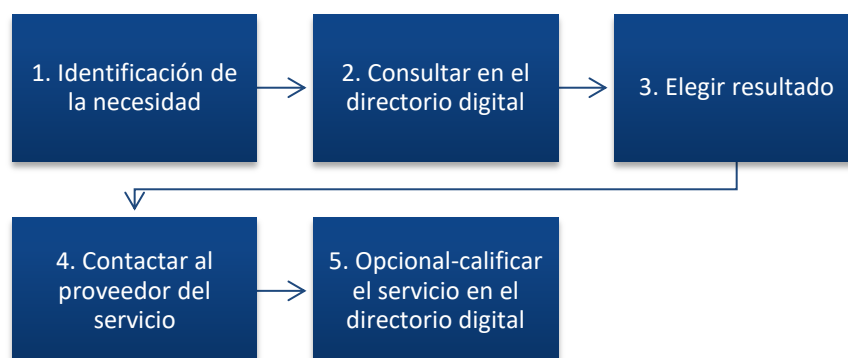 1. Identificación de
la necesidad
2. Consultar en el
directorio digital
3. Elegir resultado
4. Contactar al
proveedor del
servicio
5. Opcional-calificar
el servicio en el
directorio digital